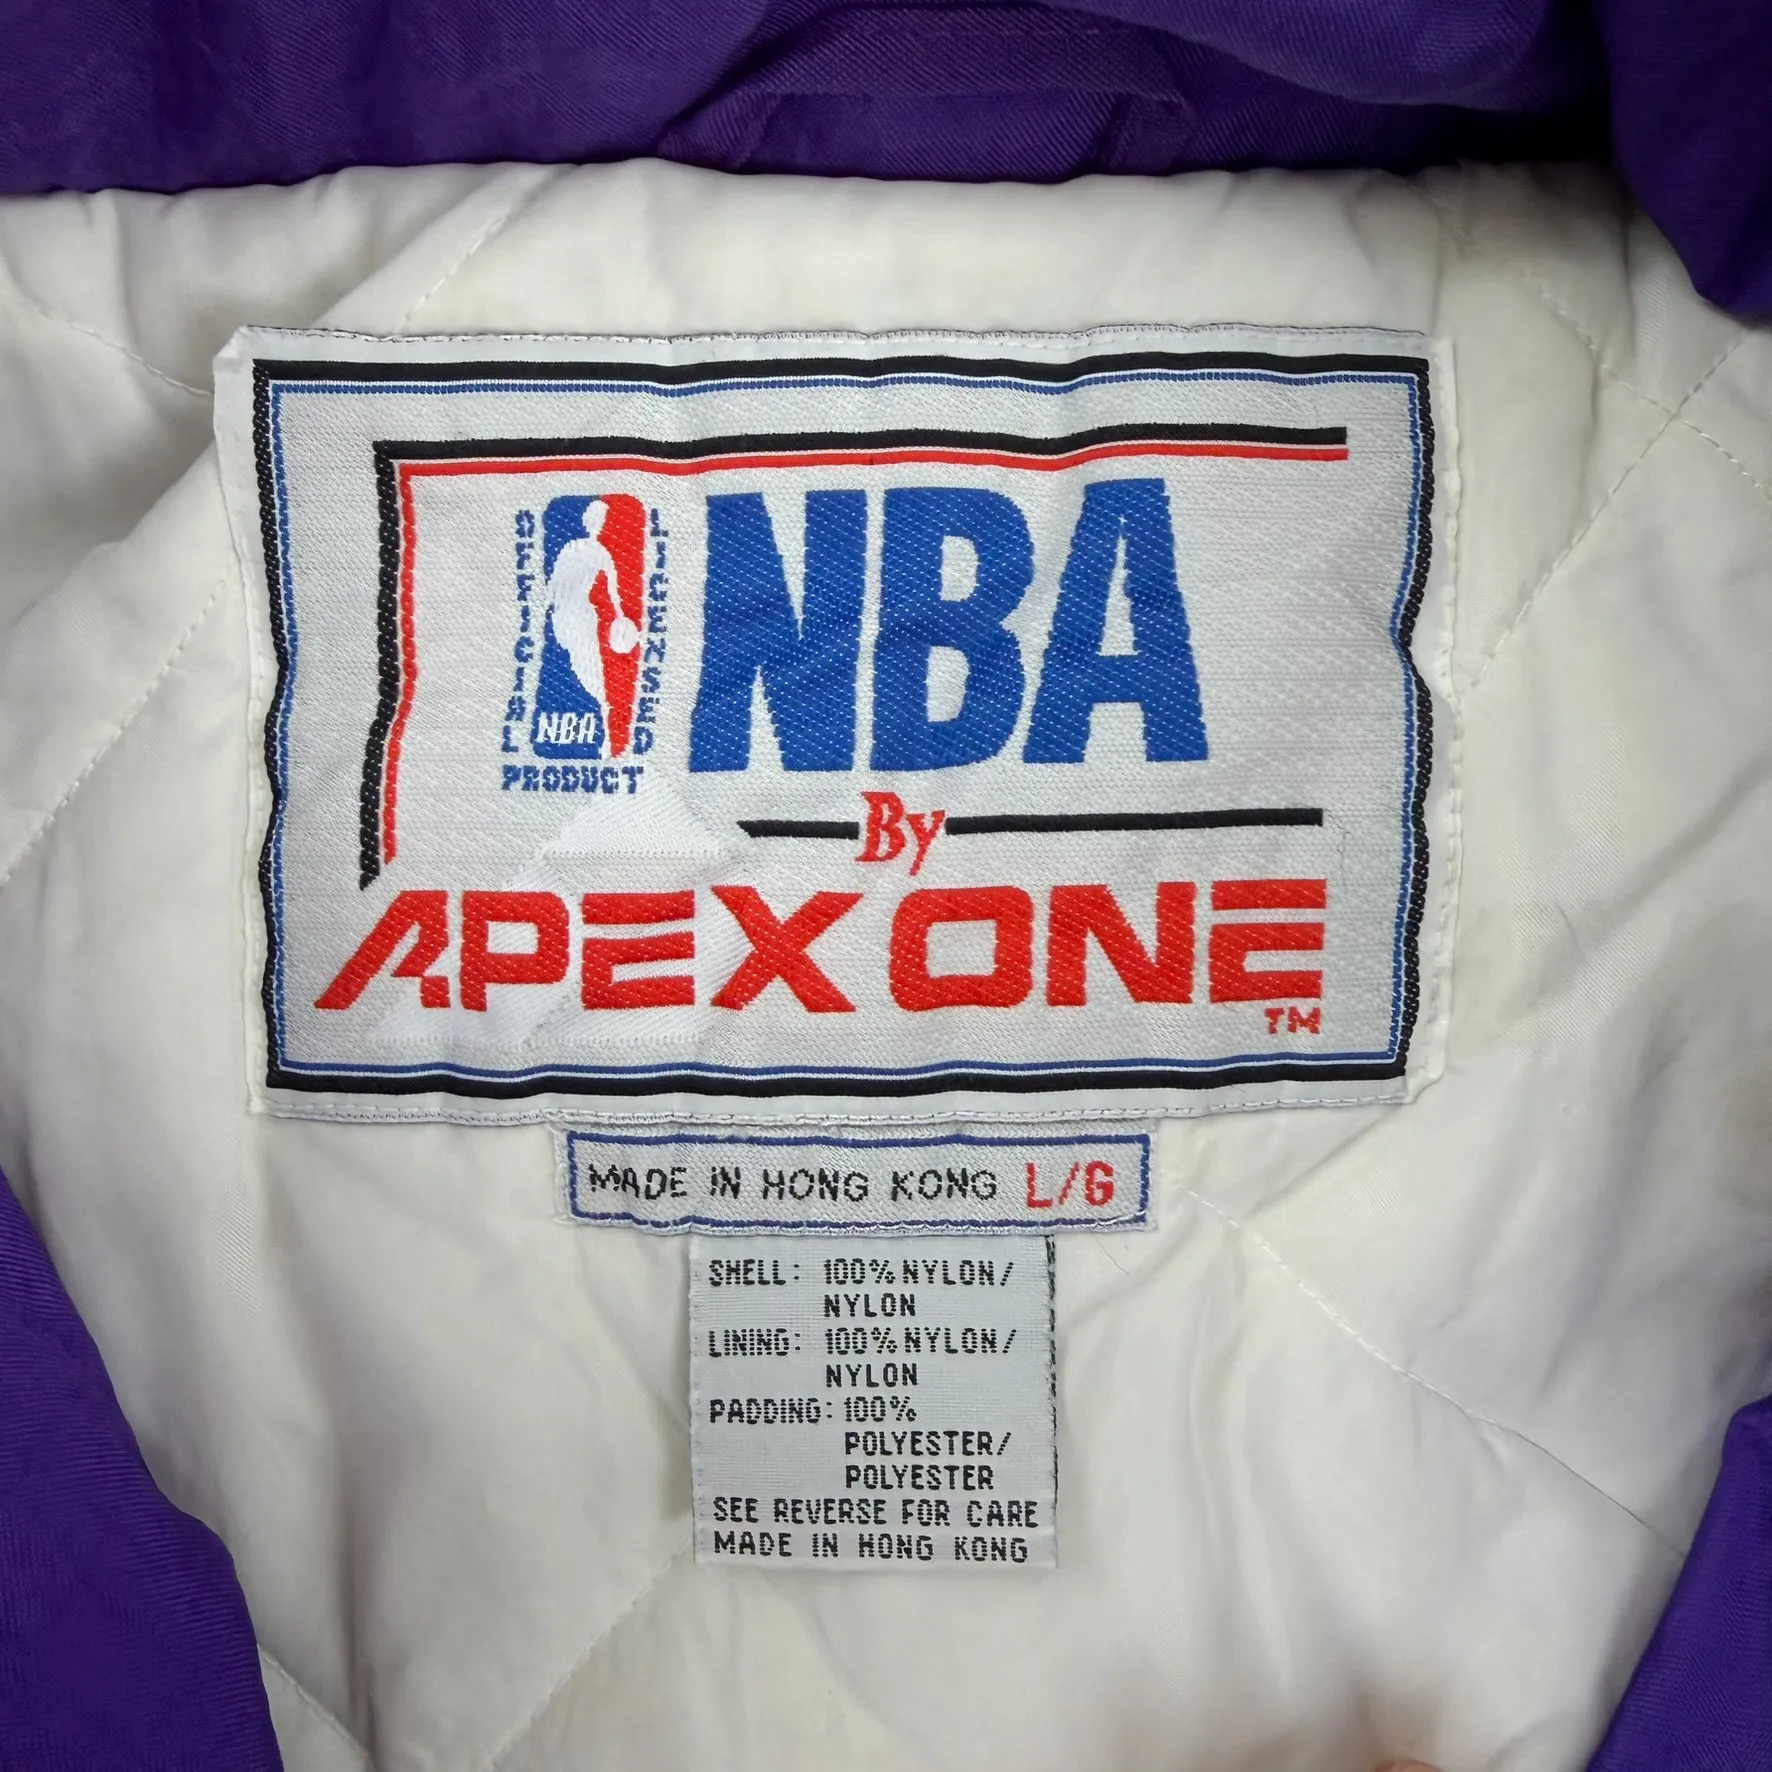 OFFICIAL
LICENSED
NBA
PRODUCT
NBA
By
APEX ONE
TM
MADE IN HONG KONG L/G
SHELL: 100% NYLON/
NYLON
LINING: 100% NYLON/
NYLON
PADDING: 100%
POLYESTER/
POLYESTER
SEE REVERSE FOR CARE
MADE IN HONG KONG